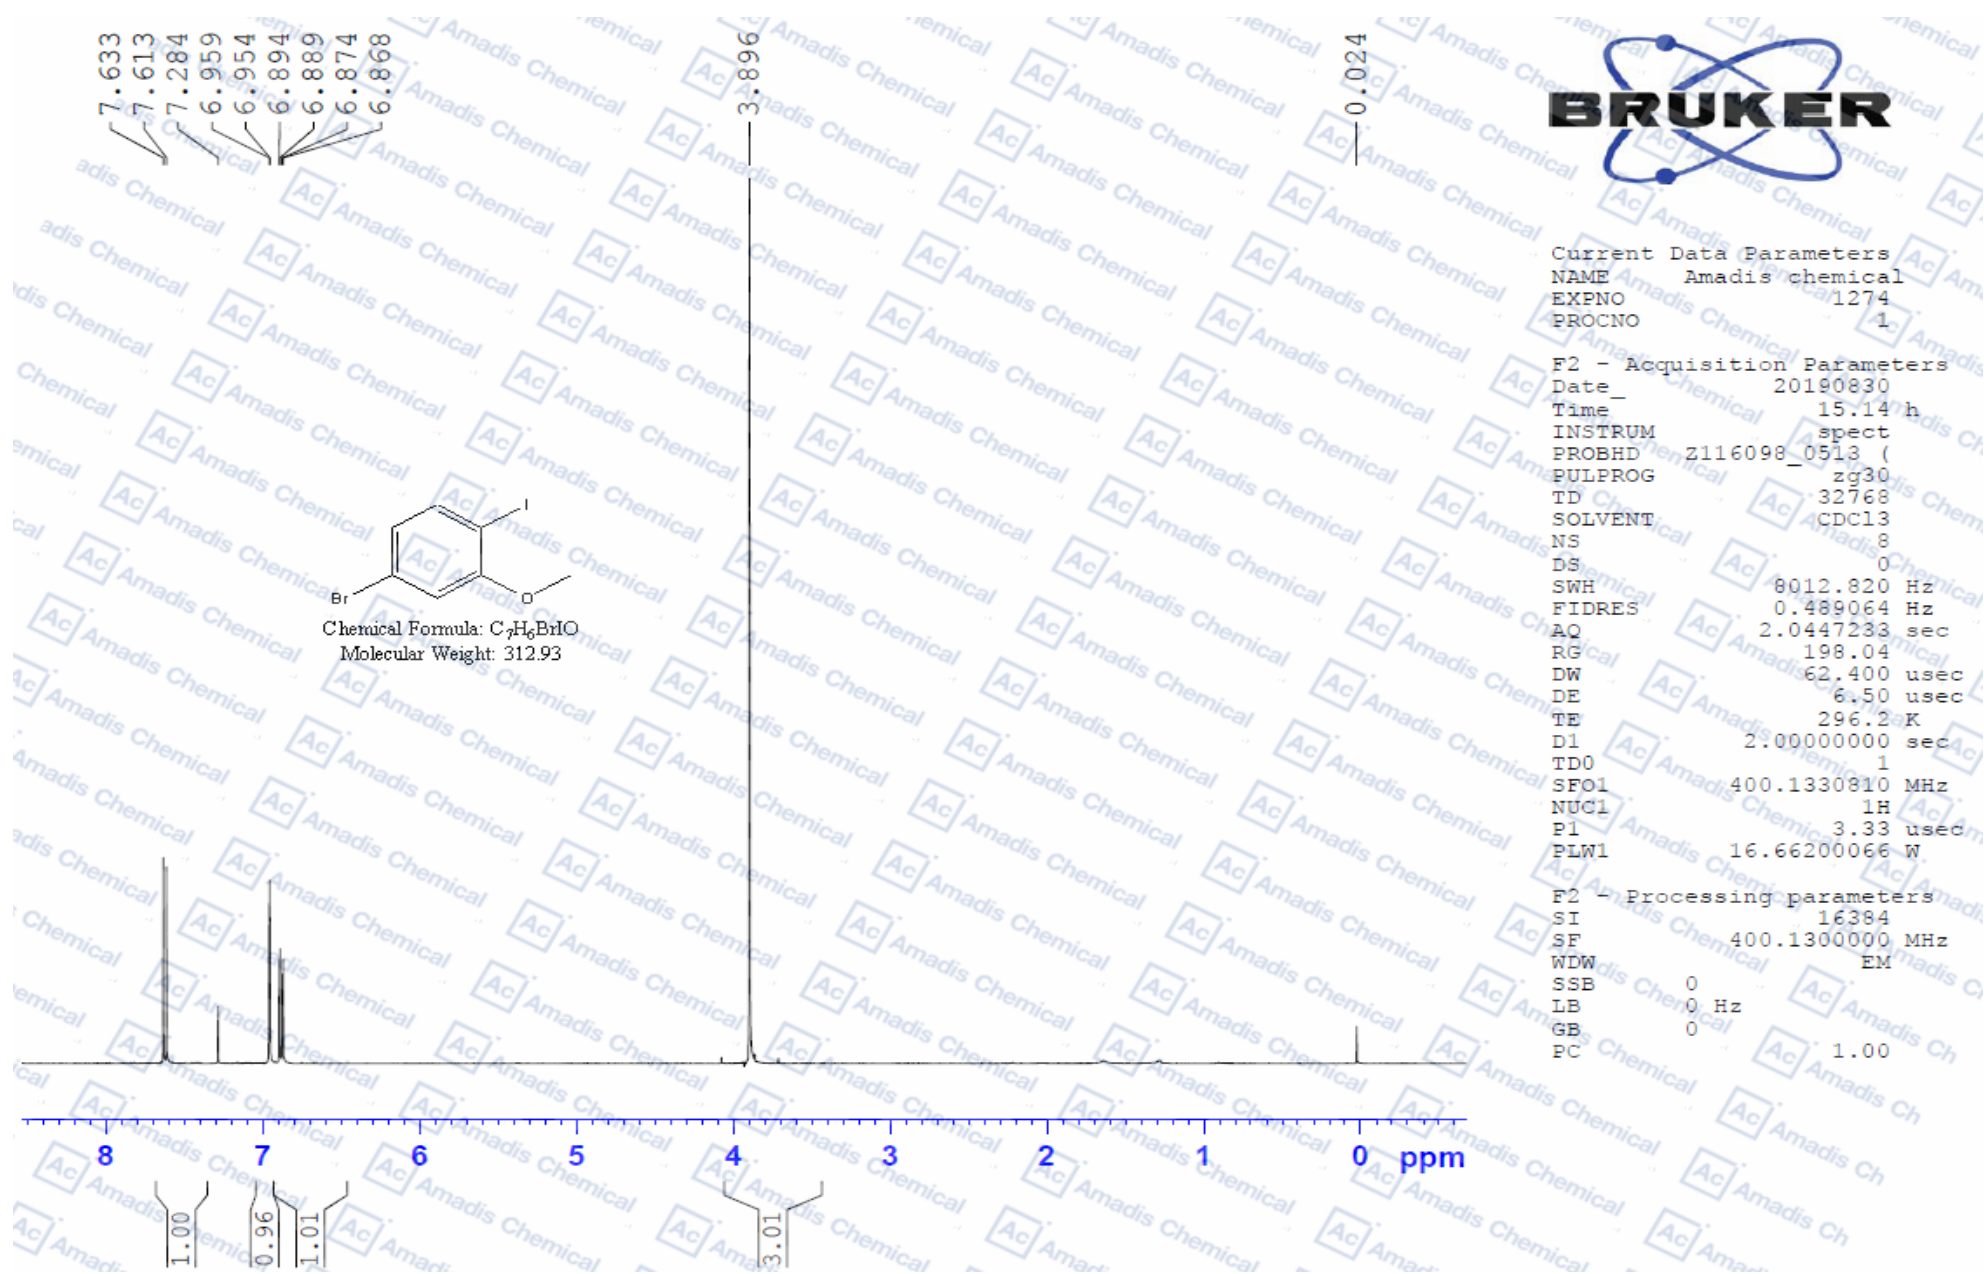 7.633
7.613
7.284
6.959
6.954
6.894
6.889
6.874
6.868
3.896
0.024
BRUKER
Current Data Parameters
NAME Amadis chemical
EXPNO 1274
PROCNO 1
F2 - Acquisition Parameters
Date_ 20190830
Time 15.14 h
INSTRUM spect
PROBHD Z116098_0513 (
PULPROG zg30
TD 32768
SOLVENT CDCl3
NS 8
DS 0
SWH 8012.820 Hz
FIDRES 0.489064 Hz
AQ 2.0447233 sec
RG 198.04
DW 62.400 usec
DE 6.50 usec
TE 296.2 K
D1 2.00000000 sec
TD0 1
SFO1 400.1330810 MHz
NUC1 1H
P1 3.33 usec
PLW1 16.66200066 W
F2 - Processing parameters
SI 16384
SF 400.1300000 MHz
WDW EM
SSB 0
LB 0 Hz
GB 0
PC 1.00
I
Br
O
Chemical Formula: C7H6BrIO
Molecular Weight: 312.93
8 7 6 5 4 3 2 1 0 ppm
1.00
0.96
1.01
3.01
Ac Amadis Chemical